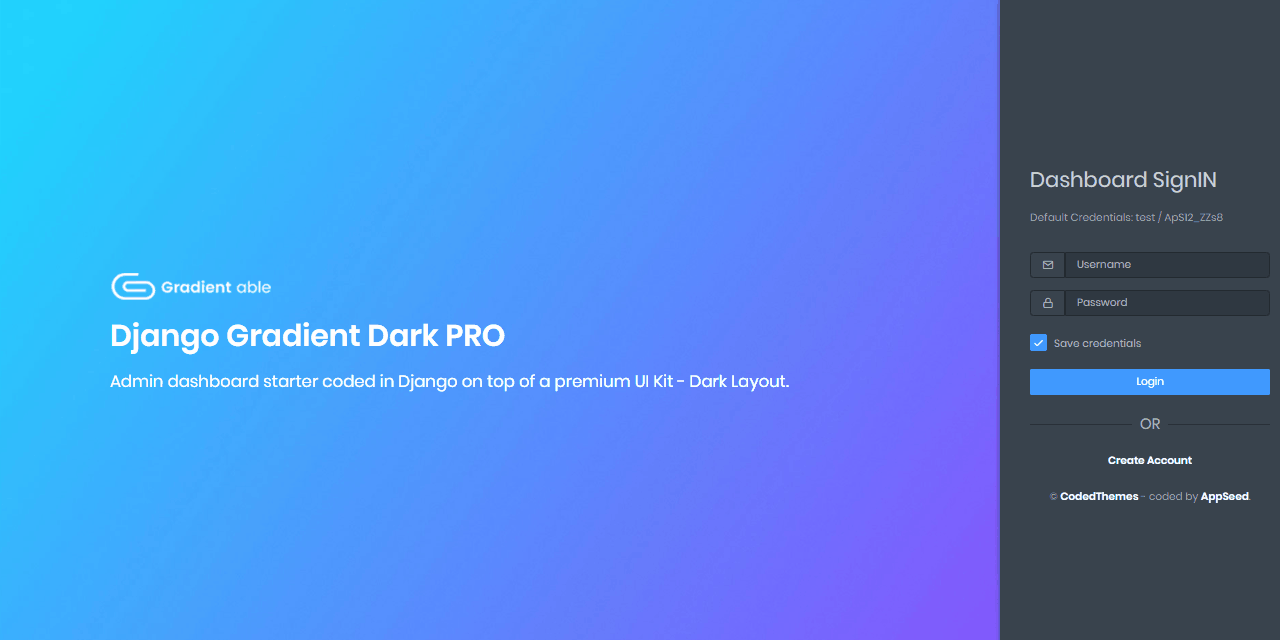 Gradient able
Django Gradient Dark PRO
Admin dashboard starter coded in Django on top of a premium UI Kit - Dark Layout.
Dashboard SignIN
Default Credentials: test / ApS12_ZZs8
Username
Password
Save credentials
Login
OR
Create Account
© CodedThemes - coded by AppSeed.